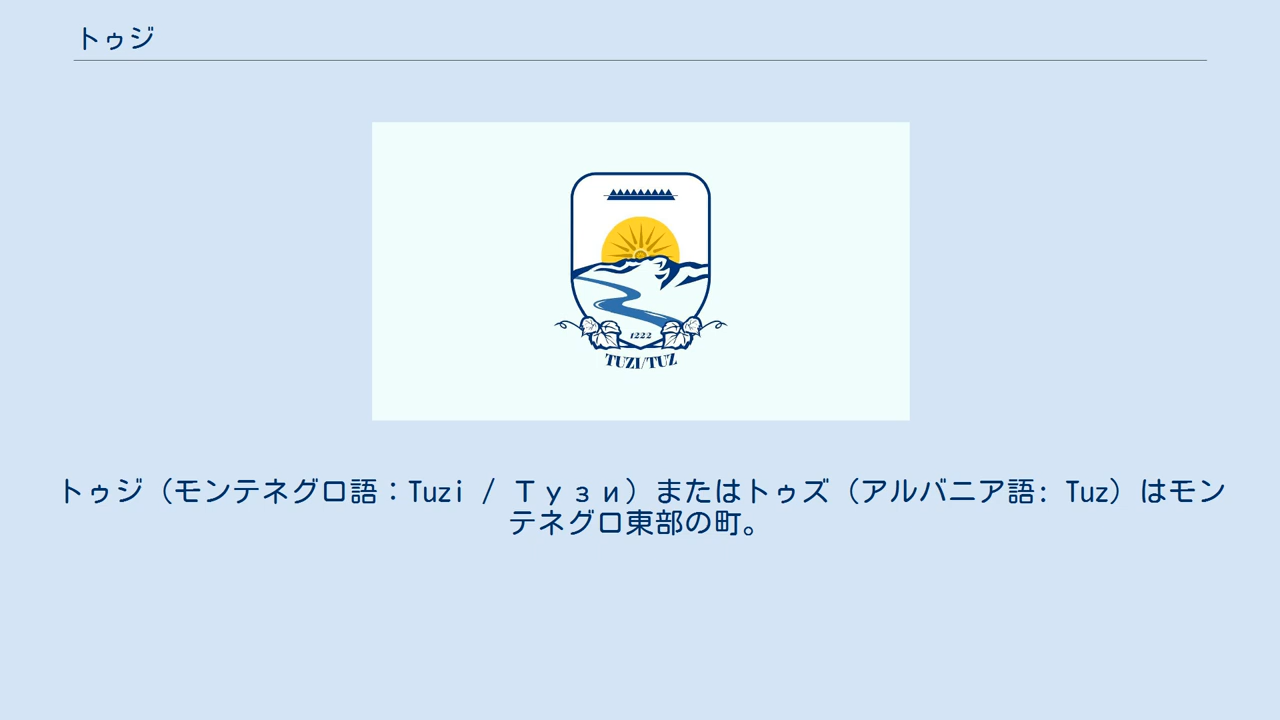 トゥジ
1222
TUZI/TUZ
トゥジ（モンテネグロ語：Tuzi / Тузи）またはトゥズ（アルバニア語: Tuz）はモン
テネグロ東部の町。